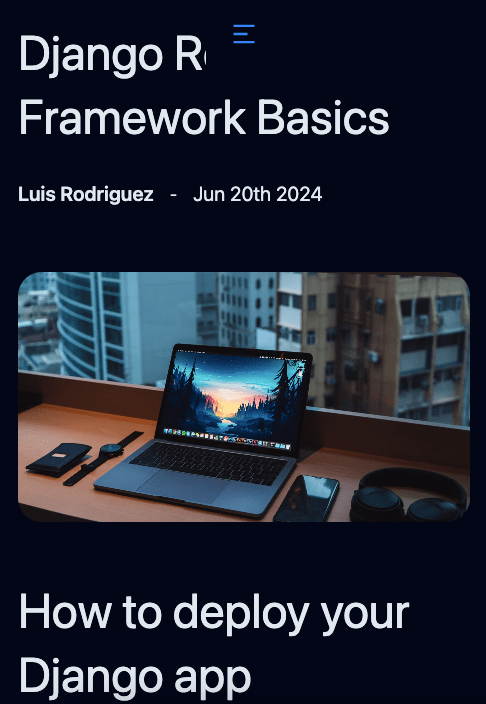 Django R
Framework Basics
Luis Rodriguez - Jun 20th 2024
How to deploy your
Django app